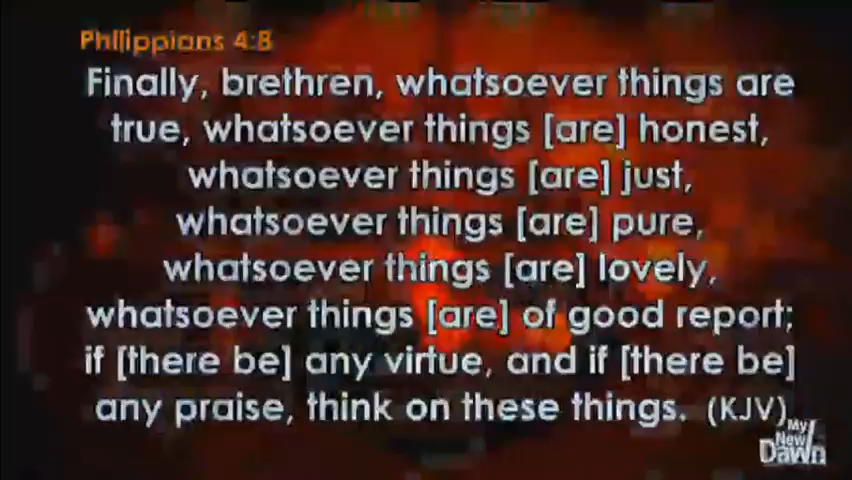 Philippians 4:8
Finally, brethren, whatsoever things are
true, whatsoever things [are] honest,
whatsoever things [are] just,
whatsoever things [are] pure,
whatsoever things [are] lovely,
whatsoever things [are] of good report;
if [there be] any virtue, and if [there be]
any praise, think on these things. (KJV)
My
New
Dawn